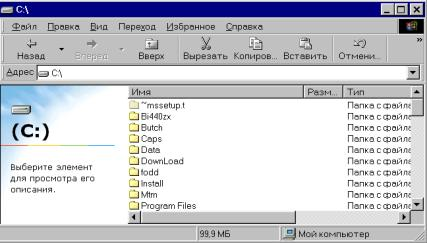 C:\
Файл Правка Вид Переход Избранное Справка
Назад Вперед Вверх Вырезать Копиров... Вставить Отмени...
Адрес C:\
Имя Разм... Тип
(C:)
Выберите элемент для просмотра его описания.
~mssetup.t Папка с файла
Bi440zx Папка с файла
Butch Папка с файла
Caps Папка с файла
Data Папка с файла
DownLoad Папка с файла
fodd Папка с файла
Install Папка с файла
Mtm Папка с файла
Program Files Папка с файла
99,9 МБ Мой компьютер